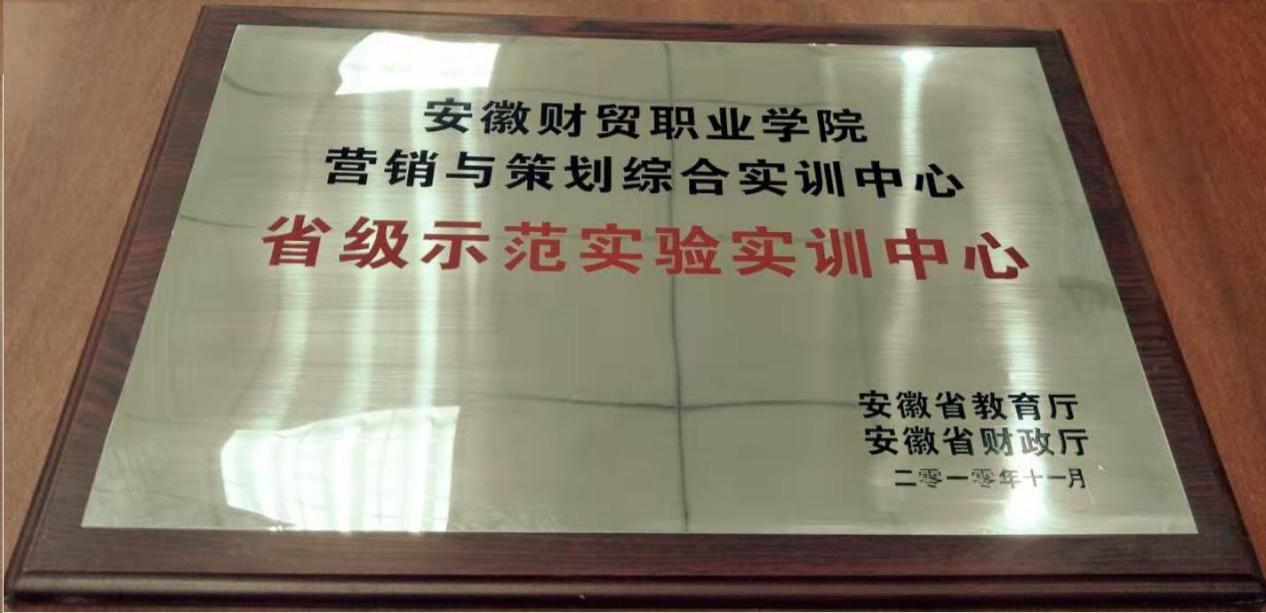 安徽财贸职业学院
营销与策划综合实训中心
省级示范实验实训中心
安徽省教育厅
安徽省财政厅
二零一零年十一月